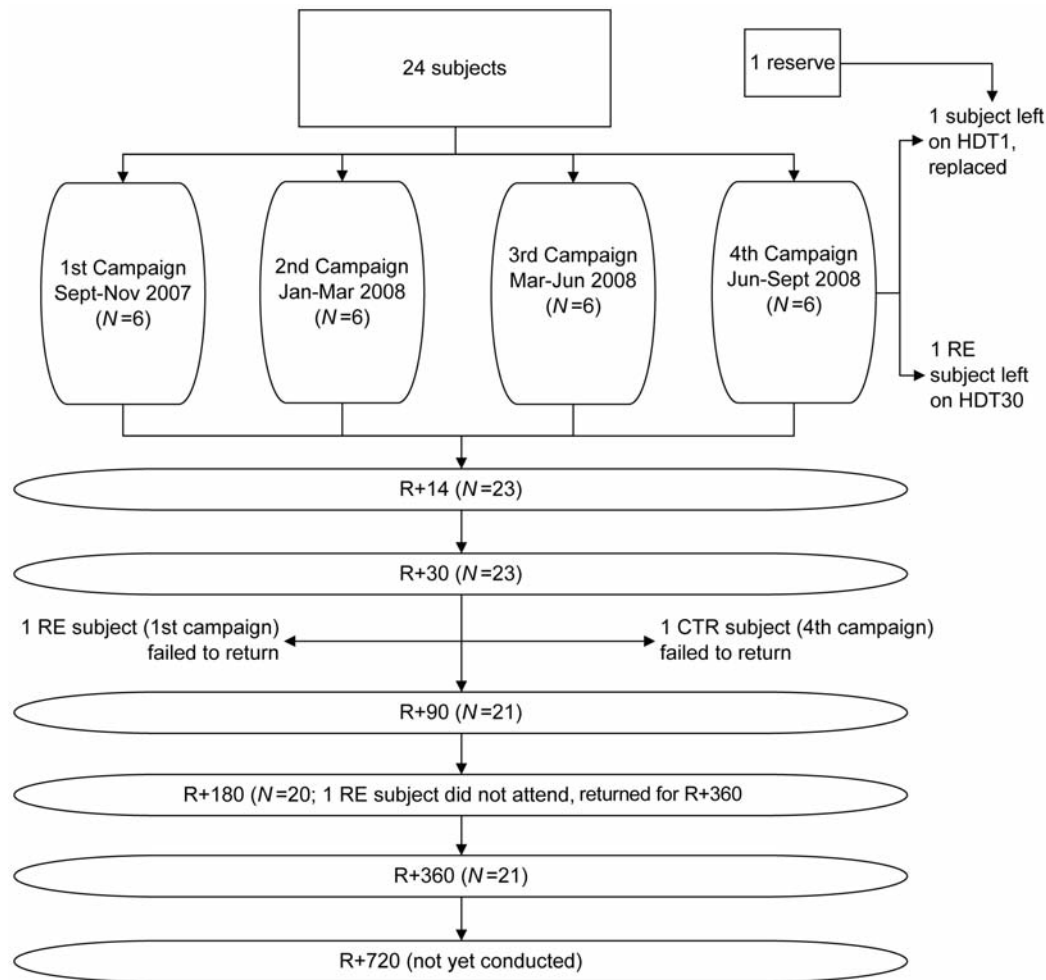 24 subjects
1 reserve
1 subject left
on HDT1,
replaced
1st Campaign
Sept-Nov 2007
(N=6)
2nd Campaign
Jan-Mar 2008
(N=6)
3rd Campaign
Mar-Jun 2008
(N=6)
4th Campaign
Jun-Sept 2008
(N=6)
1 RE
subject left
on HDT30
R+14 (N=23)
R+30 (N=23)
1 RE subject (1st campaign)
failed to return
1 CTR subject (4th campaign)
failed to return
R+90 (N=21)
R+180 (N=20; 1 RE subject did not attend, returned for R+360
R+360 (N=21)
R+720 (not yet conducted)